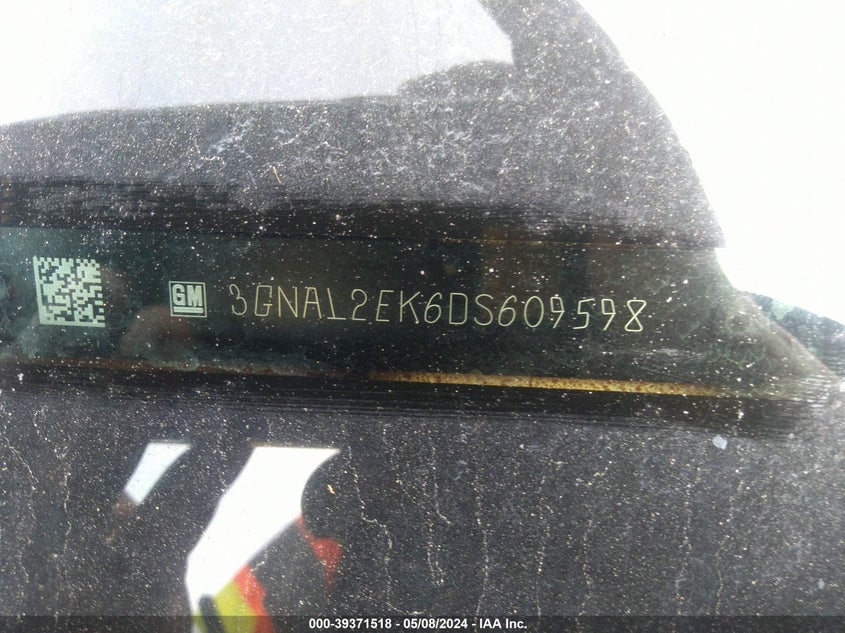 GM 3GNAL2EK6DS609598
000-39371518 - 05/08/2024 - IAA Inc.